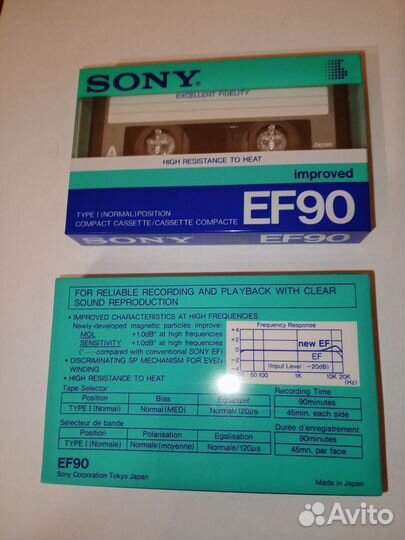 SONY®
EXCELLENT FIDELITY
A
Japan
HIGH RESISTANCE TO HEAT
improved
TYPE I (NORMAL) POSITION
COMPACT CASSETTE/CASSETTE COMPACTE
EF90
SONY
FOR RELIABLE RECORDING AND PLAYBACK WITH CLEAR
SOUND REPRODUCTION
• IMPROVED CHARACTERISTICS AT HIGH FREQUENCIES
Newly-developed magnetic particles improve:
MOL +1.0dB* at high frequencies
SENSITIVITY +1.0dB* at high frequencies
(*----compared with conventional SONY EF)
• DISCRIMINATING SP MECHANISM FOR EVEN
WINDING
• HIGH RESISTANCE TO HEAT
Frequency Response
+4
+2
0
-2
-4
new EF
EF
(Input Level : -20dB)
50 100 1K 10K 20K
(Hz)
Tape Selector
Position Bias Equalizer
TYPE I (Normal) Normal (MED) Normal/120μs
Recording Time
90minutes
45min. each side
Sélecteur de bande
Position Polarisation Egalisation
TYPE I (Normale) Normale (moyenne) Normale/120μs
Durée d'enregistrement
90minutes
45mn. par face
EF90
Sony Corporation Tokyo Japan
Made in Japan
Avito